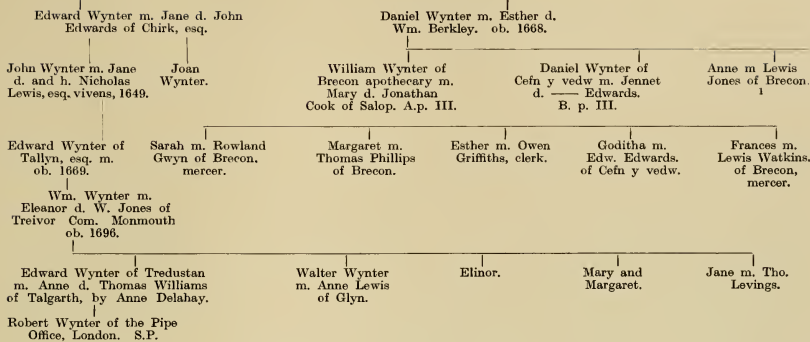 Edward Wynter m. Jane d. John
Edwards of Chirk, esq.
Daniel Wynter m. Esther d.
Wm. Berkley. ob. 1668.
John Wynter m. Jane
d. and h. Nicholas
Lewis, esq. vivens, 1649.
Joan
Wynter.
William Wynter of
Brecon apothecary m.
Mary d. Jonathan
Cook of Salop. A.p. III.
Daniel Wynter of
Cefn y vedw m. Jennet
d. —— Edwards.
B. p. III.
Anne m Lewis
Jones of Brecon.
1
Edward Wynter of
Tallyn, esq. m.
ob. 1669.
Sarah m. Rowland
Gwyn of Brecon.
mercer.
Margaret m.
Thomas Phillips
of Brecon.
Esther m. Owen
Griffiths, clerk.
Goditha m.
Edw. Edwards.
of Cefn y vedw.
Frances m.
Lewis Watkins.
of Brecon,
mercer.
Wm. Wynter m.
Eleanor d. W. Jones of
Treivor Com. Monmouth
ob. 1696.
Edward Wynter of Tredustan
m. Anne d. Thomas Williams
of Talgarth, by Anne Delahay.
Walter Wynter
m. Anne Lewis
of Glyn.
Elinor.
Mary and
Margaret.
Jane m. Tho.
Levings.
Robert Wynter of the Pipe
Office, London. S.P.